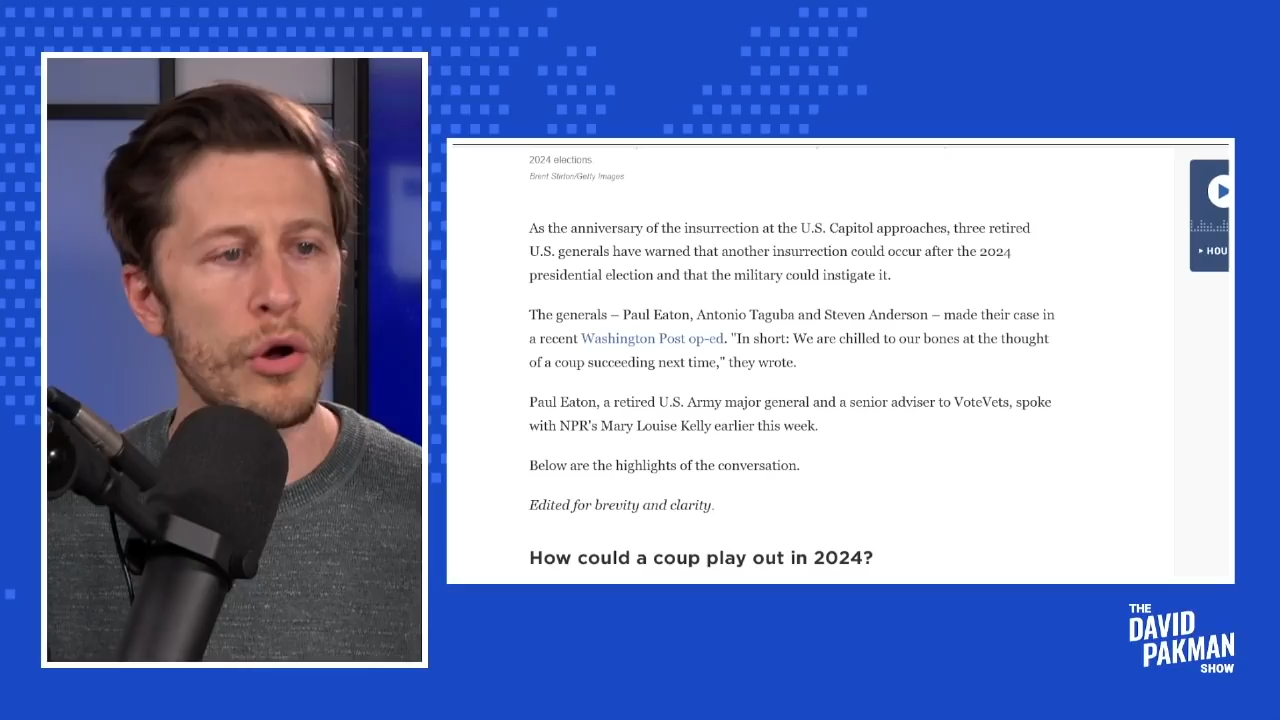 2024 elections.
Brent Stirton/Getty Images
As the anniversary of the insurrection at the U.S. Capitol approaches, three retired
U.S. generals have warned that another insurrection could occur after the 2024
presidential election and that the military could instigate it.
The generals – Paul Eaton, Antonio Taguba and Steven Anderson – made their case in
a recent Washington Post op-ed. "In short: We are chilled to our bones at the thought
of a coup succeeding next time," they wrote.
Paul Eaton, a retired U.S. Army major general and a senior adviser to VoteVets, spoke
with NPR's Mary Louise Kelly earlier this week.
Below are the highlights of the conversation.
Edited for brevity and clarity.
How could a coup play out in 2024?
HOU
THE
DAVID
PAKMAN
SHOW